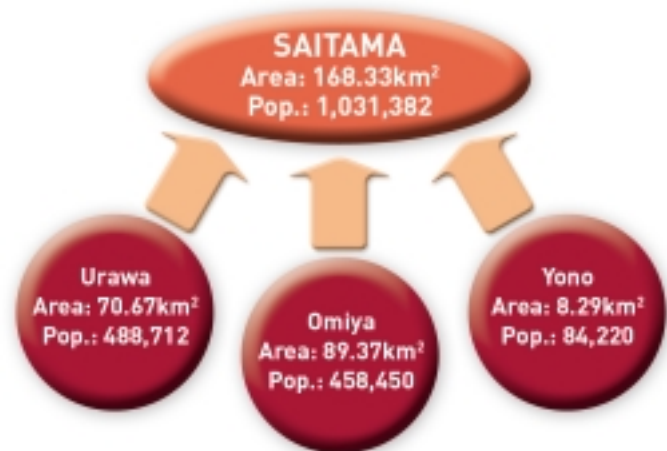 SAITAMA
Area: 168.33km²
Pop.: 1,031,382
Urawa
Area: 70.67km²
Pop.: 488,712
Omiya
Area: 89.37km²
Pop.: 458,450
Yono
Area: 8.29km²
Pop.: 84,220